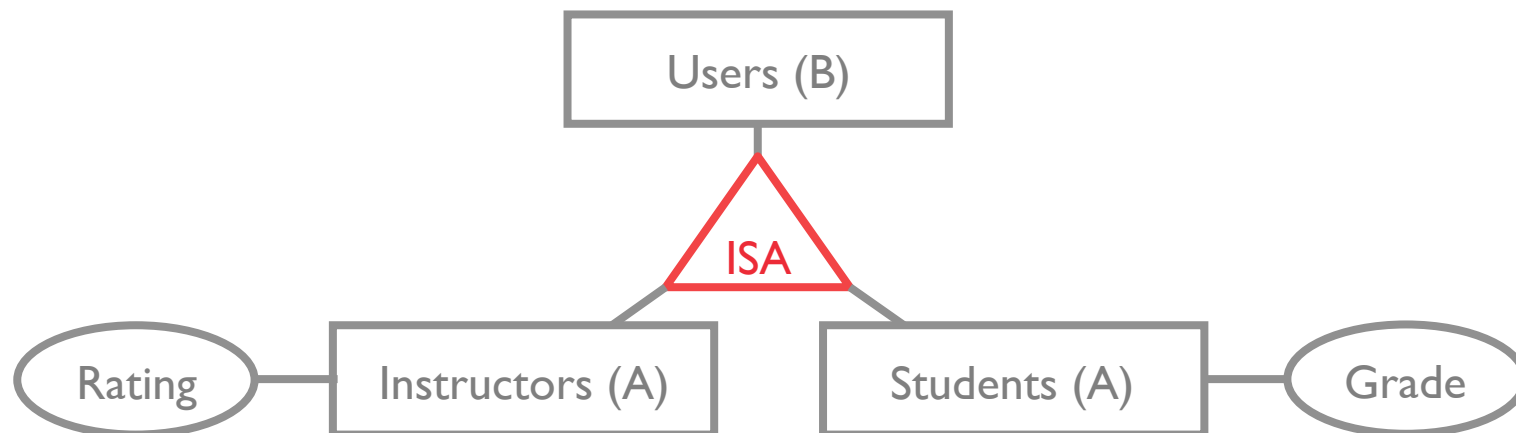 Users (B)
ISA
Rating
Instructors (A)
Students (A)
Grade